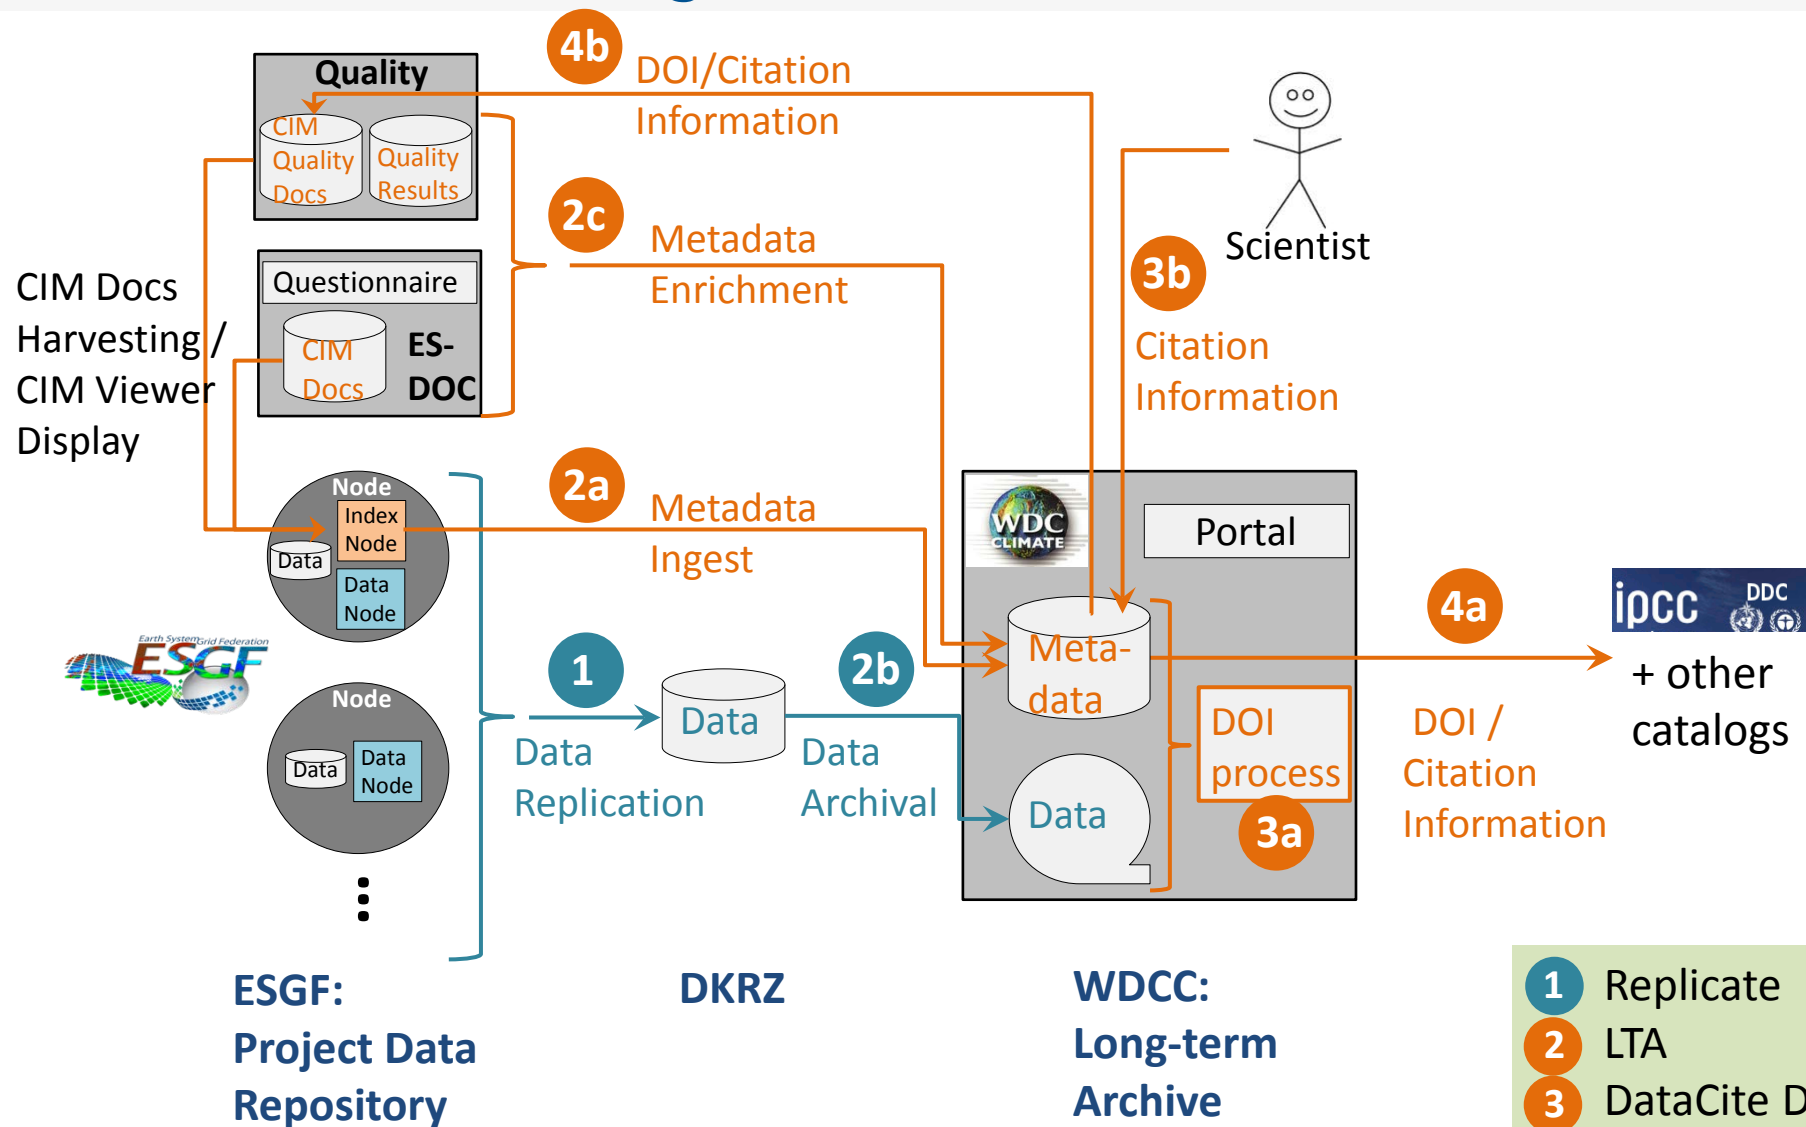 4b
DOI/Citation
Information
Quality
CIM
Quality
Docs
Quality
Results
2c
Metadata
Enrichment
Scientist
3b
Citation
Information
CIM Docs
Harvesting /
CIM Viewer
Display
Questionnaire
CIM
Docs
ES-
DOC
2a
Metadata
Ingest
Node
Index
Node
Data
Data
Node
WDC
CLIMATE
Portal
Earth System Grid Federation
ESGF
Node
Data
Data
Node
1
Data
Replication
Data
2b
Data
Archival
Meta-
data
Data
DOI
process
3a
4a
DOI /
Citation
Information
ipcc
DDC
+ other
catalogs
ESGF:
Project Data
Repository
DKRZ
WDCC:
Long-term
Archive
1 Replicate
2 LTA
3 DataCite D